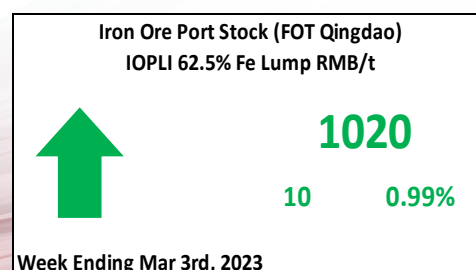 Iron Ore Port Stock (FOT Qingdao)
IOPLI 62.5% Fe Lump RMB/t
1020
10 0.99%
Week Ending Mar 3rd, 2023